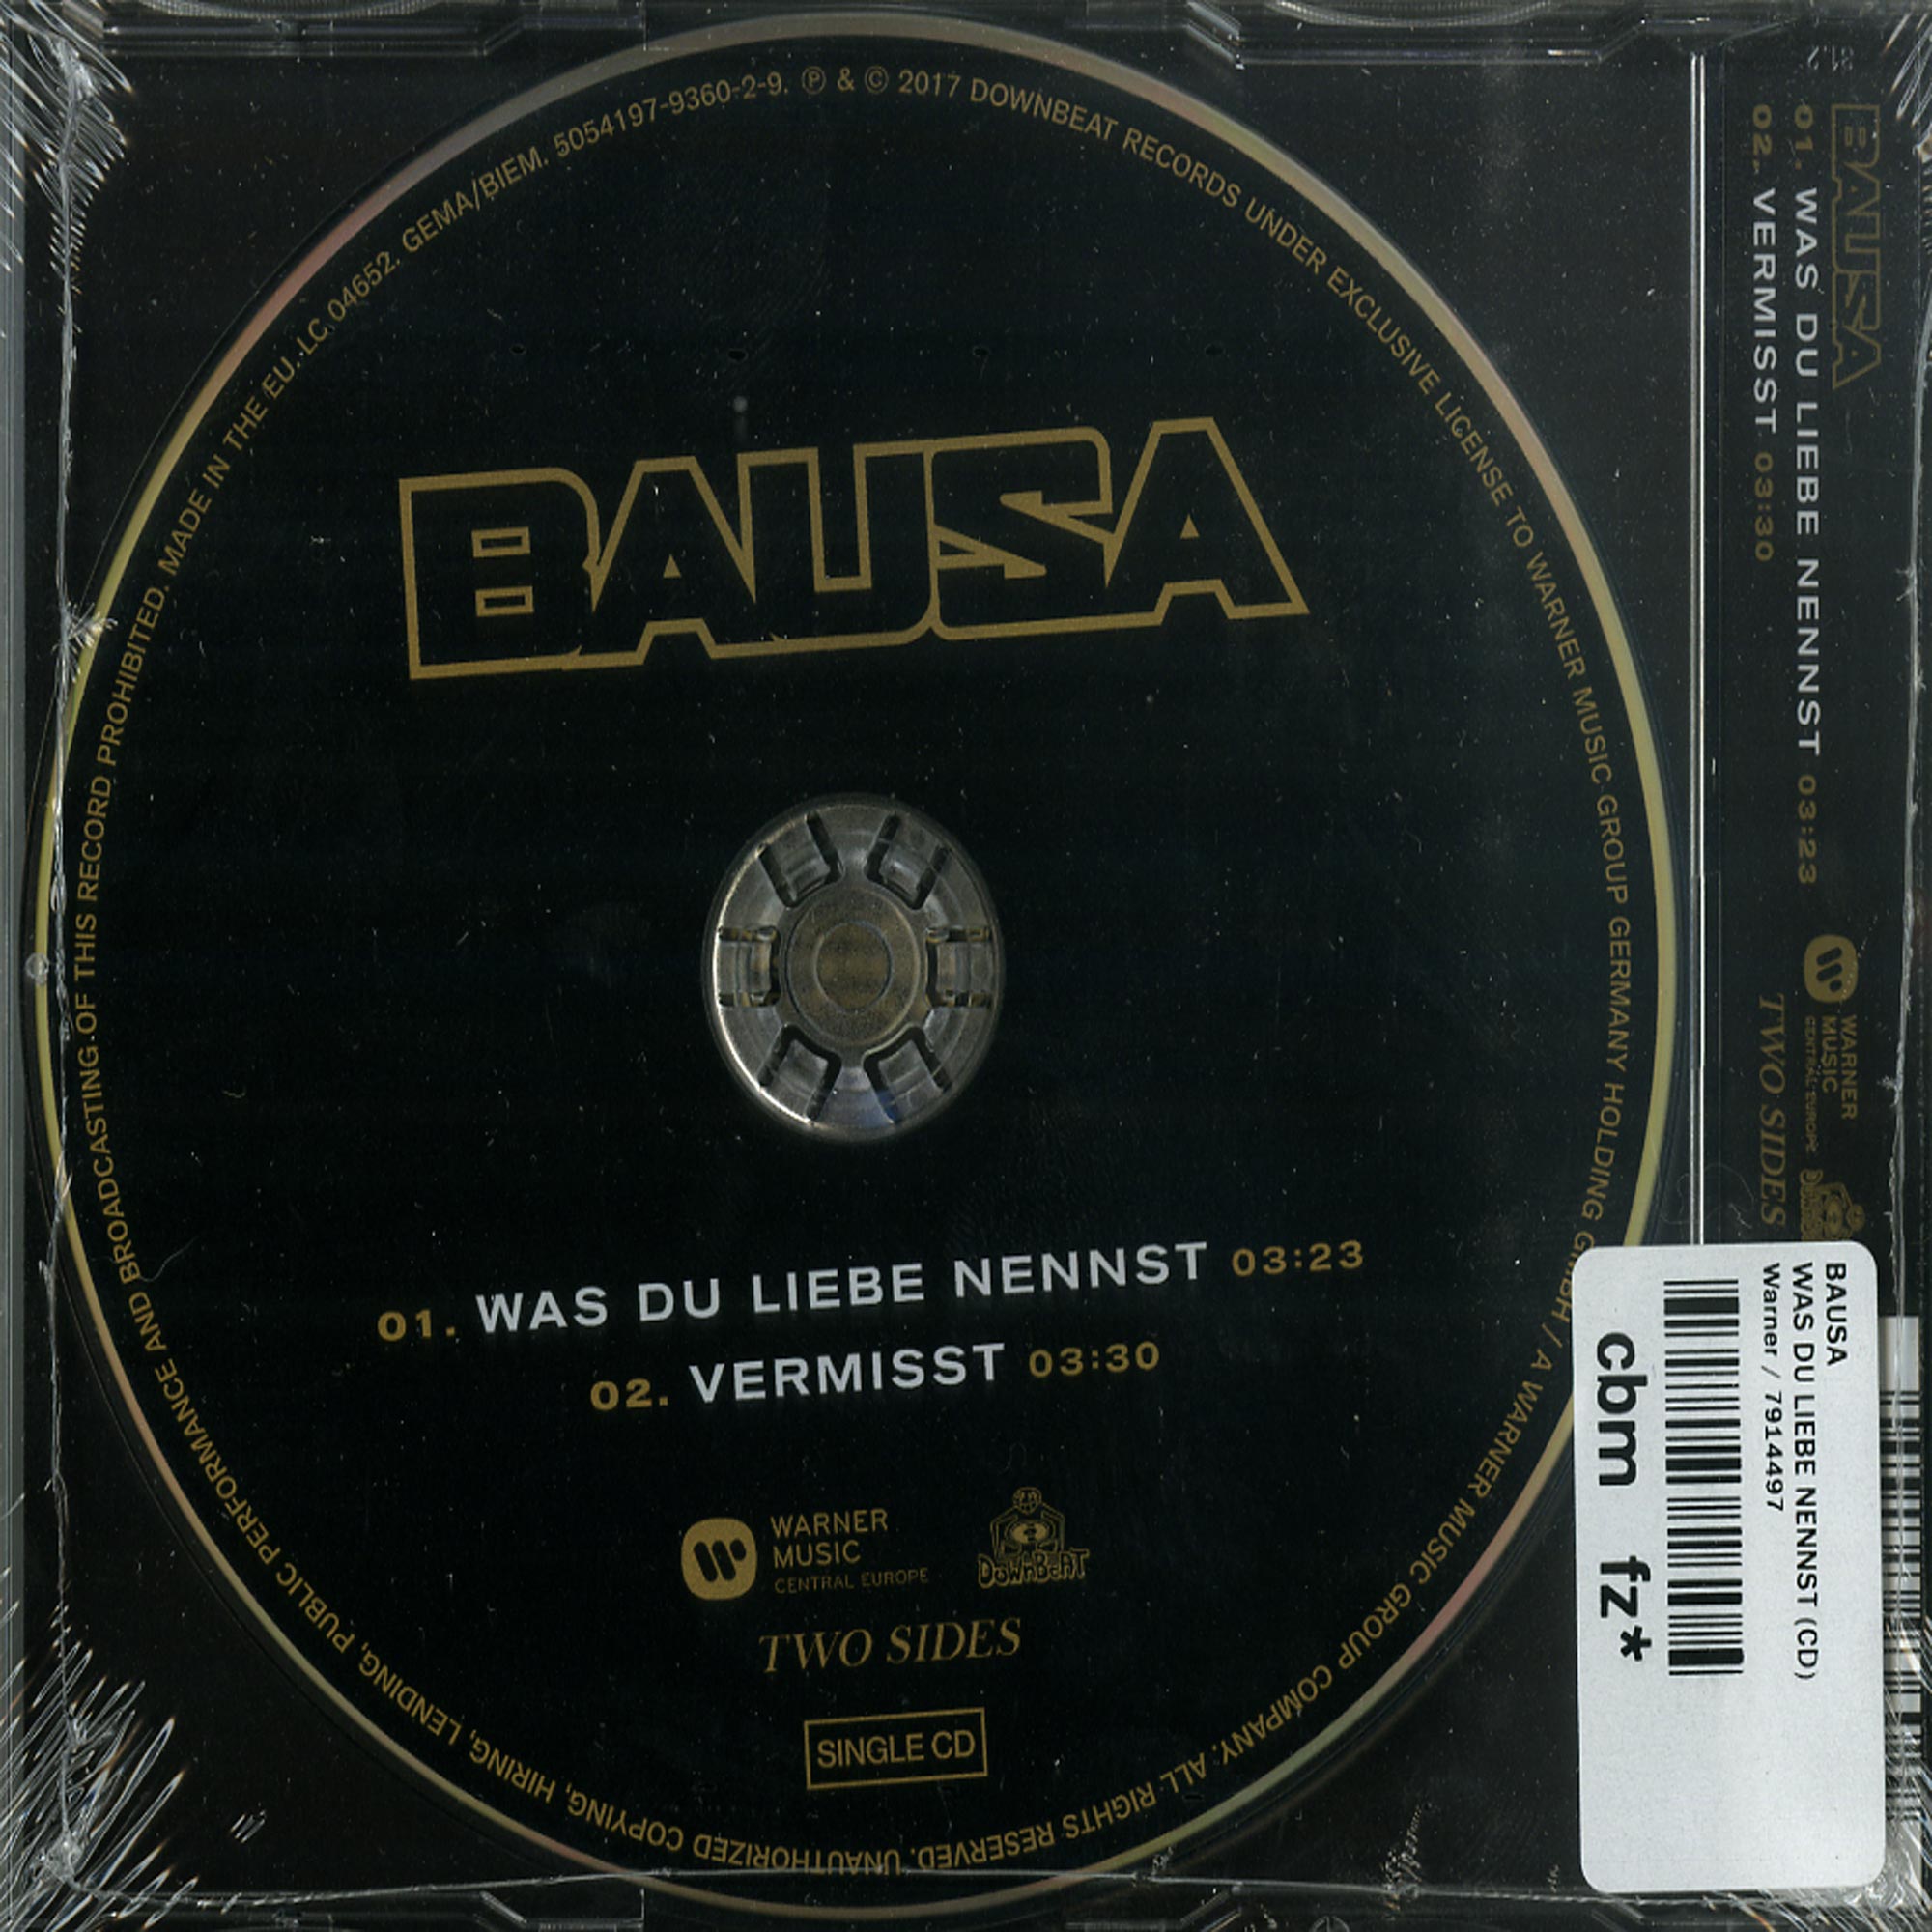 5054197-9360-2-9. ℗ & © 2017 DOWNBEAT RECORDS UNDER EXCLUSIVE LICENSE TO WARNER MUSIC GROUP GERMANY HOLDING GMBH / A WARNER MUSIC GROUP COMPANY. ALL RIGHTS RESERVED. UNAUTHORIZED COPYING, HIRING, LENDING, PUBLIC PERFORMANCE AND BROADCASTING OF THIS RECORD PROHIBITED. MADE IN THE EU. LC 04652. GEMA/BIEM.
BAUSA
01. WAS DU LIEBE NENNST 03:23
02. VERMISST 03:30
WARNER
MUSIC
CENTRAL EUROPE
DOWNBEAT
TWO SIDES
SINGLE CD
BAUSA
01. WAS DU LIEBE NENNST 03:23
02. VERMISST 03:30
WARNER
MUSIC
CENTRAL EUROPE
TWO SIDES
BAUSA
WAS DU LIEBE NENNST (CD)
Warner / 7914497
cbm fz*